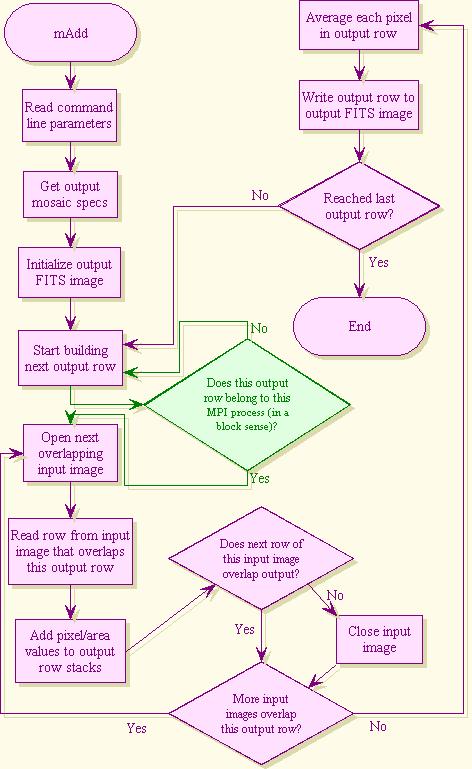 mAdd
Read command
line parameters
Get output
mosaic specs
Initialize output
FITS image
Start building
next output row
No
Does this output
row belong to this
MPI process (in a
block sense)?
Yes
Open next
overlapping
input image
Read row from input
image that overlaps
this output row
Add pixel/area
values to output
row stacks
Does next row of
this input image
overlap output?
No
Yes
Close input
image
More input
images overlap
this output row?
Yes
No
Average each pixel
in output row
Write output row to
output FITS image
Reached last
output row?
No
Yes
End